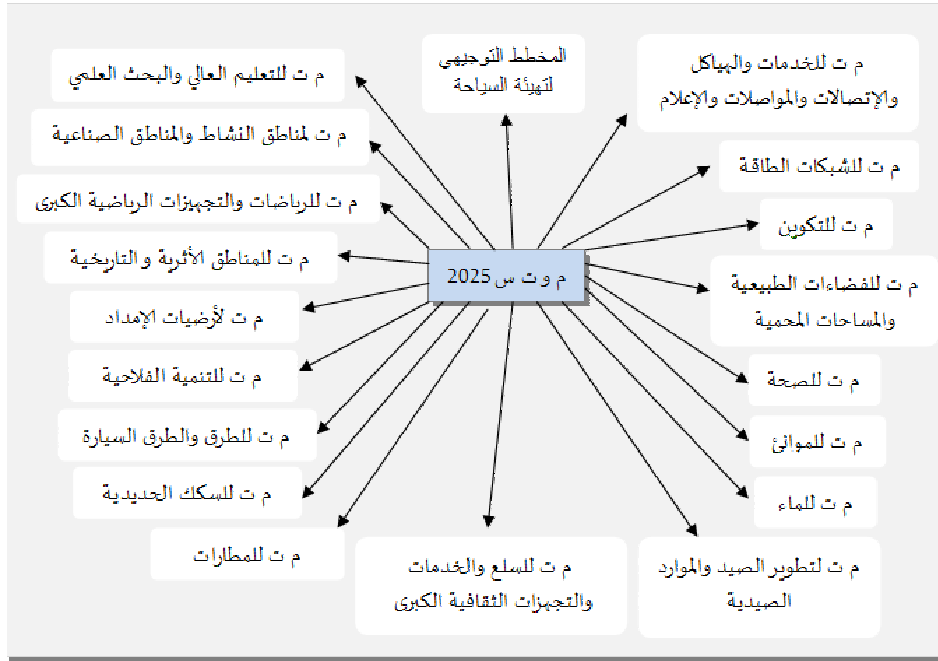 م ت للخدمات والهياكل
والإتصالات والمواصلات والإعلام
المخطط التوجيهي
لتهيئة السياحة
م ت للتعليم العالي والبحث العلمي
م ت لمناطق النشاط والمناطق الصناعية
م ت للشبكات الطاقة
م ت للرياضات والتجهيزات الرياضية الكبرى
م ت للتكوين
م ت للمناطق الأثرية و التاريخية
م و ت س 2025
م ت للفضاءات الطبيعية
والمساحات المحمية
م ت لأرضيات الإمداد
م ت للتنمية الفلاحية
م ت للصحة
م ت للطرق والطرق السيارة
م ت للموانئ
م ت للسكك الحديدية
م ت للماء
م ت للمطارات
م ت للسلع والخدمات
والتجهزات الثقافية الكبرى
م ت لتطوير الصيد والموارد
الصيدية